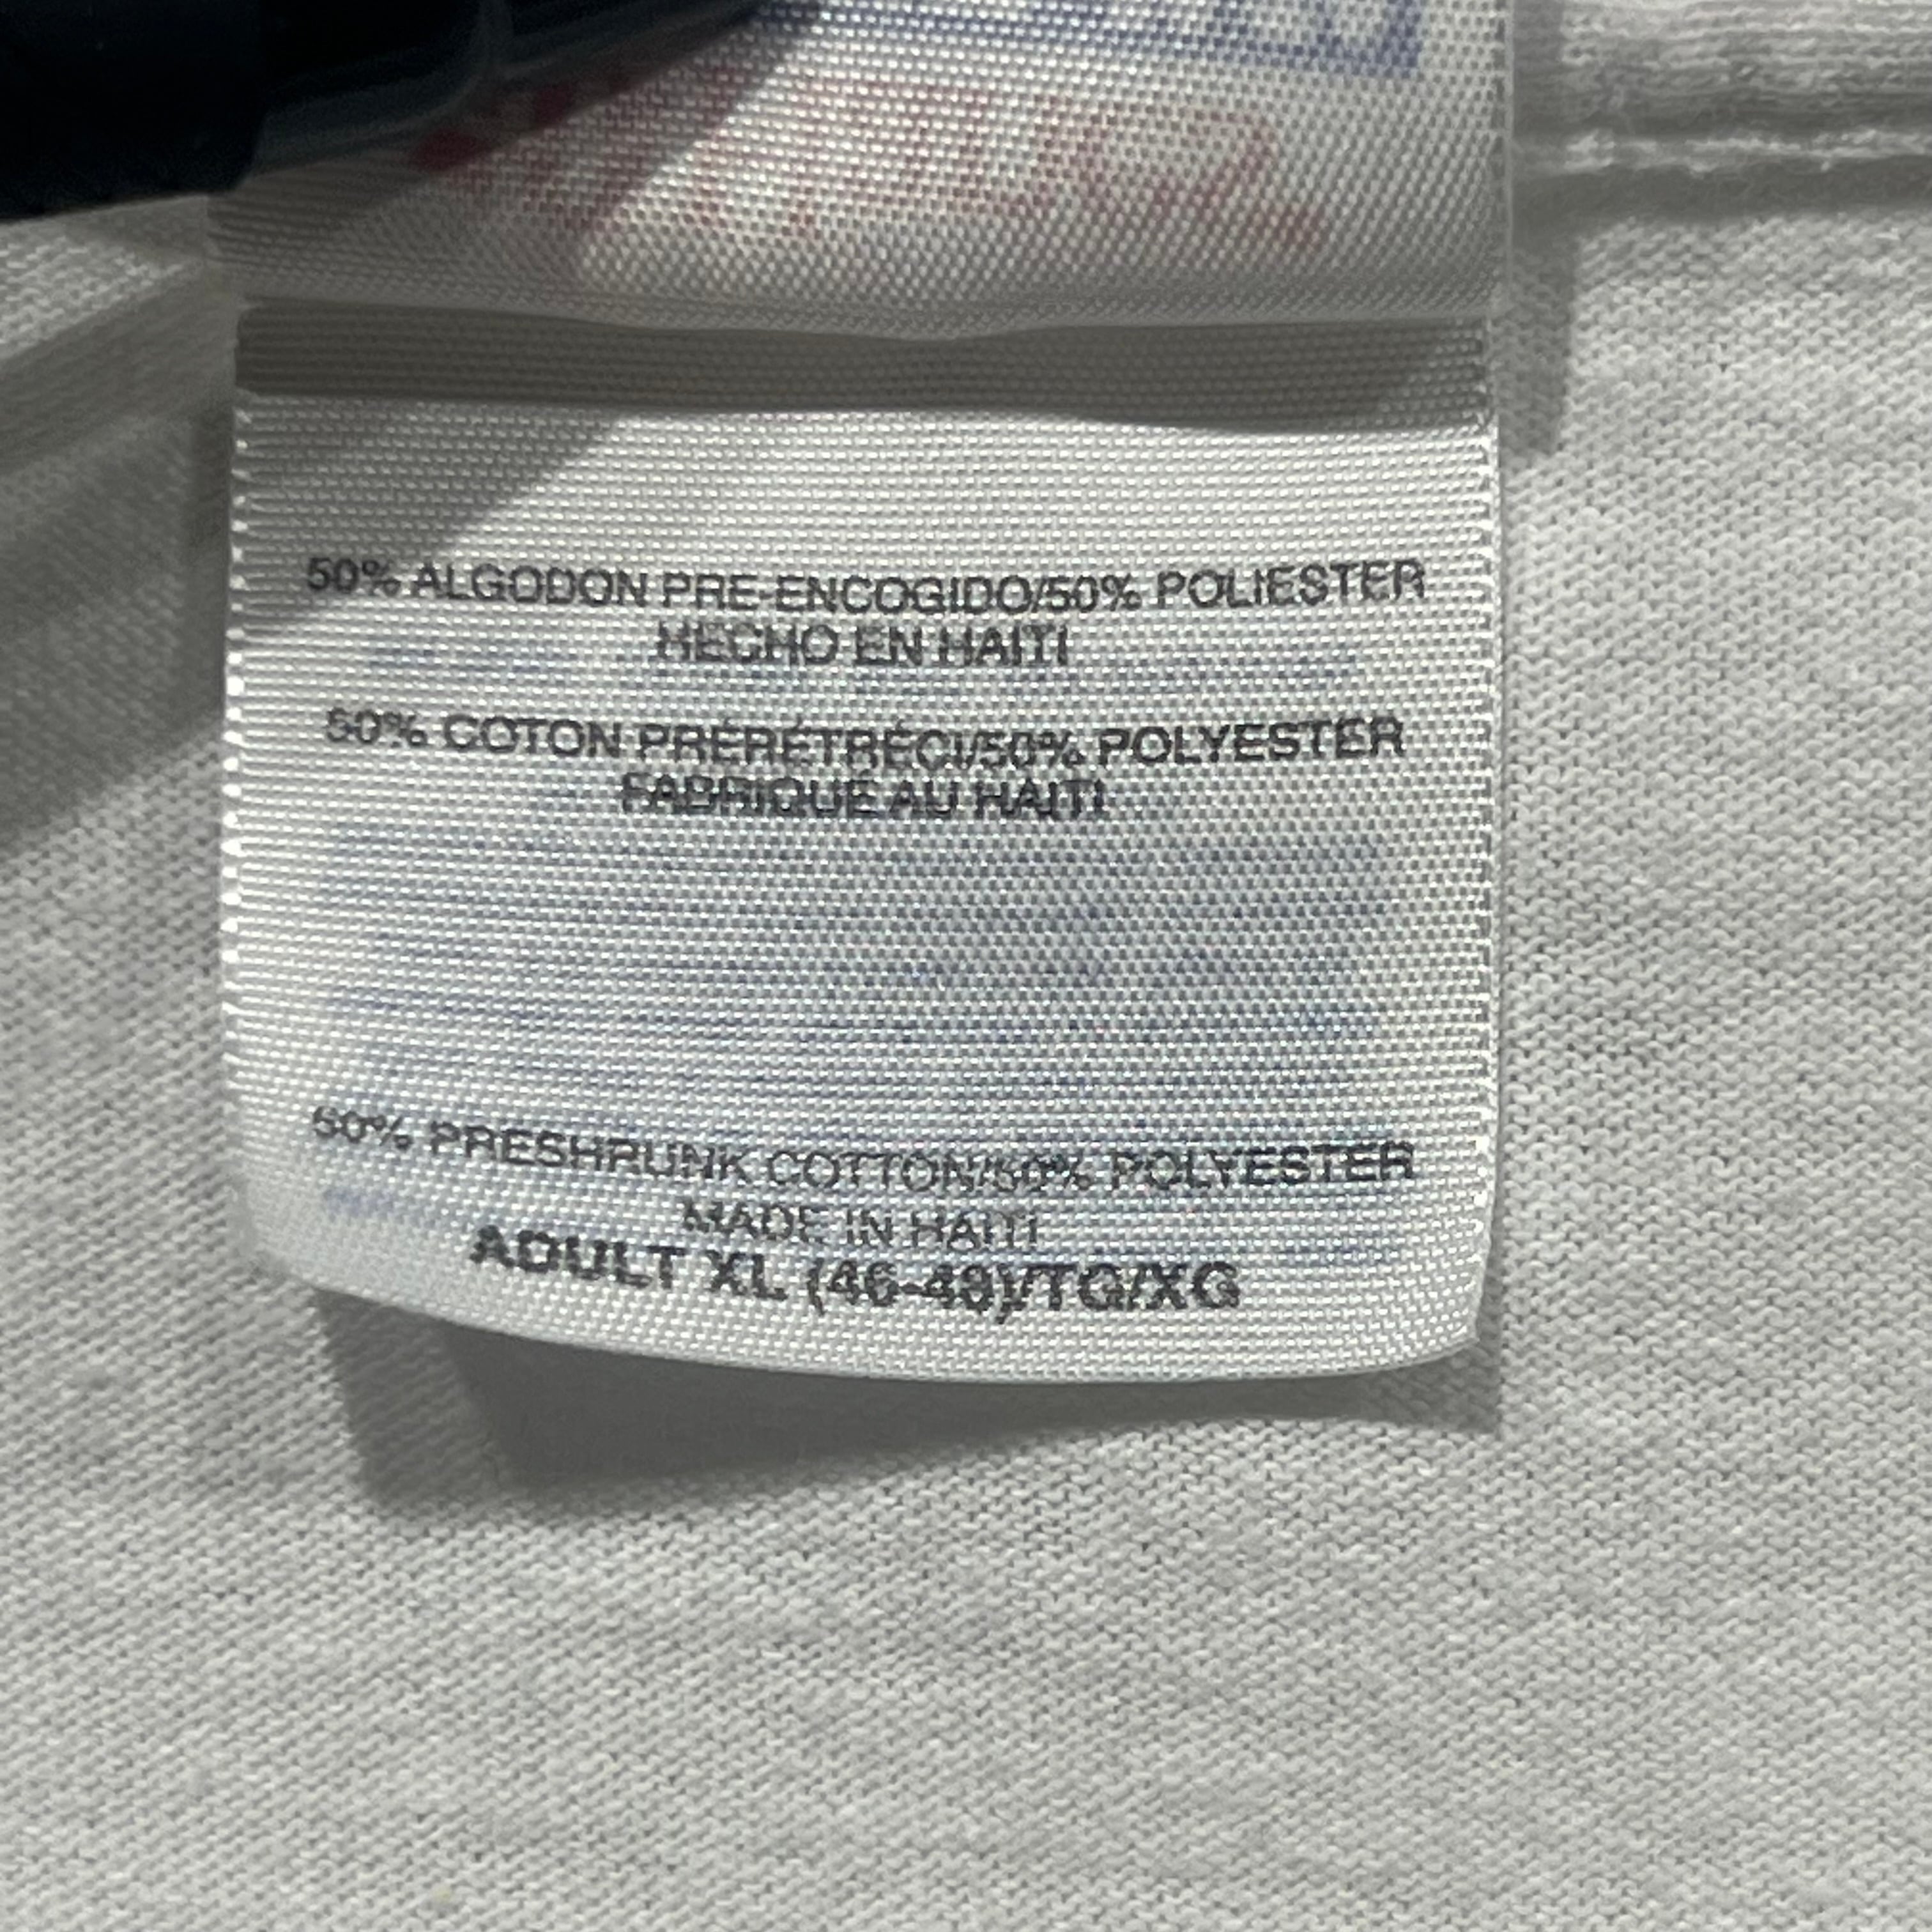 50% ALGODON PRE-ENCOGIDO/50% POLIESTER
HECHO EN HAITI
50% COTON PRÉRÉTRÉCI/50% POLYESTER
FABRIQUÉ AU HAITI
50% PRESHRUNK COTTON/50% POLYESTER
MADE IN HAITI
ADULT XL (46-48)/TG/XG